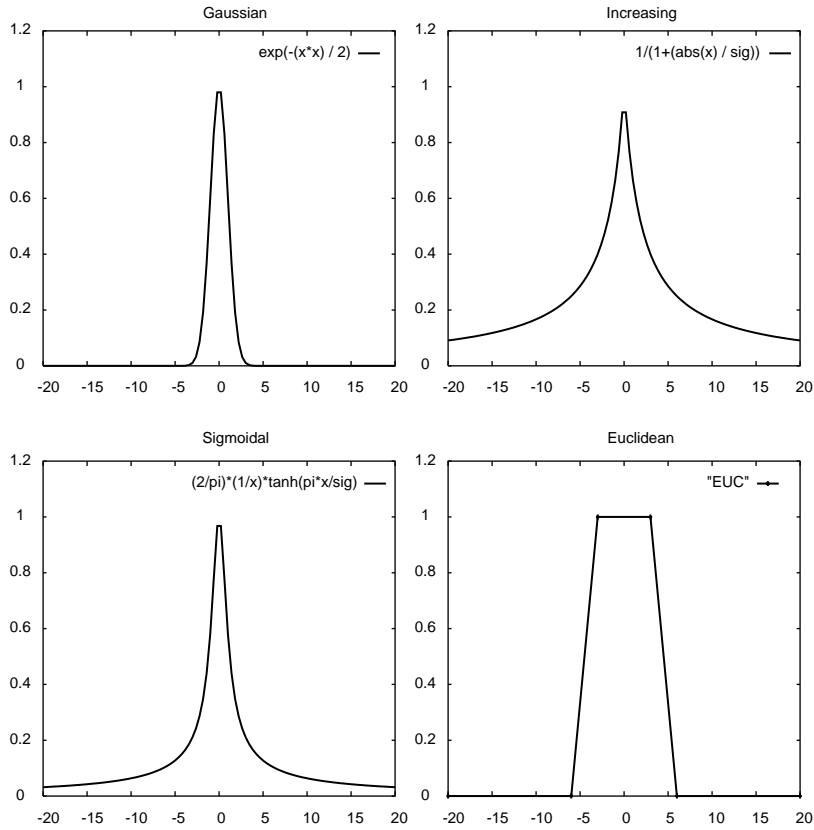 Gaussian
exp(-(x*x) / 2)
1.2
1
0.8
0.6
0.4
0.2
0
-20 -15 -10 -5 0 5 10 15 20
Increasing
1/(1+(abs(x) / sig))
1.2
1
0.8
0.6
0.4
0.2
0
-20 -15 -10 -5 0 5 10 15 20
Sigmoidal
(2/pi)*(1/x)*tanh(pi*x/sig)
1.2
1
0.8
0.6
0.4
0.2
0
-20 -15 -10 -5 0 5 10 15 20
Euclidean
"EUC"
1.2
1
0.8
0.6
0.4
0.2
0
-20 -15 -10 -5 0 5 10 15 20